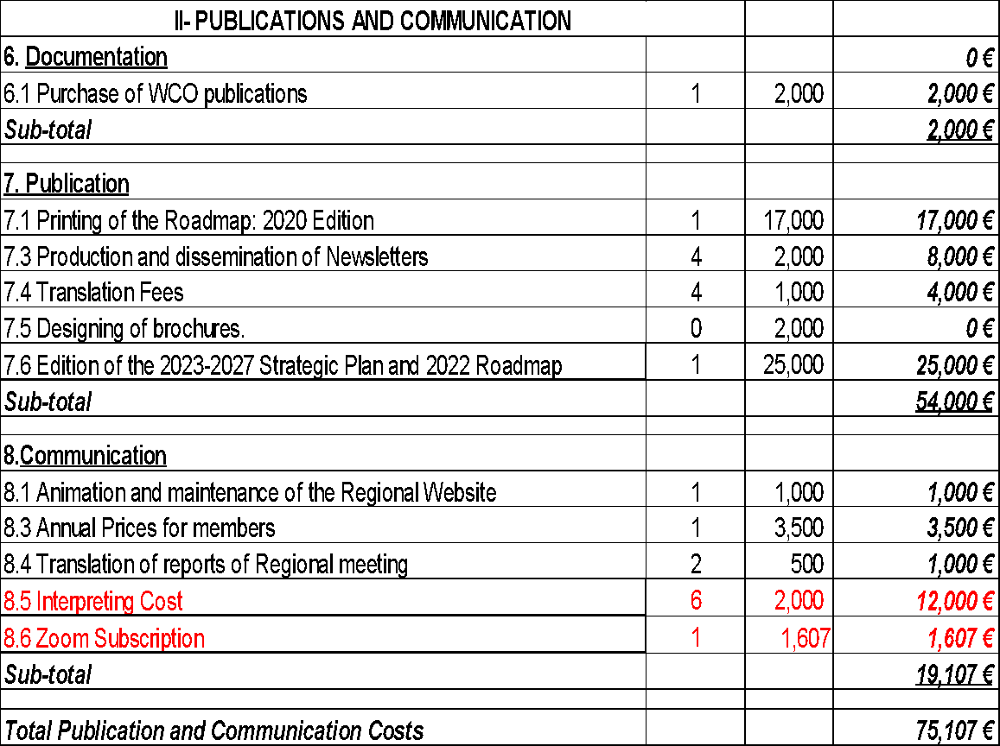 II- PUBLICATIONS AND COMMUNICATION
6. Documentation 0 €
6.1 Purchase of WCO publications 1 2,000 2,000 €
Sub-total 2,000 €
7. Publication
7.1 Printing of the Roadmap: 2020 Edition 1 17,000 17,000 €
7.3 Production and dissemination of Newsletters 4 2,000 8,000 €
7.4 Translation Fees 4 1,000 4,000 €
7.5 Designing of brochures. 0 2,000 0 €
7.6 Edition of the 2023-2027 Strategic Plan and 2022 Roadmap 1 25,000 25,000 €
Sub-total 54,000 €
8.Communication
8.1 Animation and maintenance of the Regional Website 1 1,000 1,000 €
8.3 Annual Prices for members 1 3,500 3,500 €
8.4 Translation of reports of Regional meeting 2 500 1,000 €
8.5 Interpreting Cost 6 2,000 12,000 €
8.6 Zoom Subscription 1 1,607 1,607 €
Sub-total 19,107 €
Total Publication and Communication Costs 75,107 €